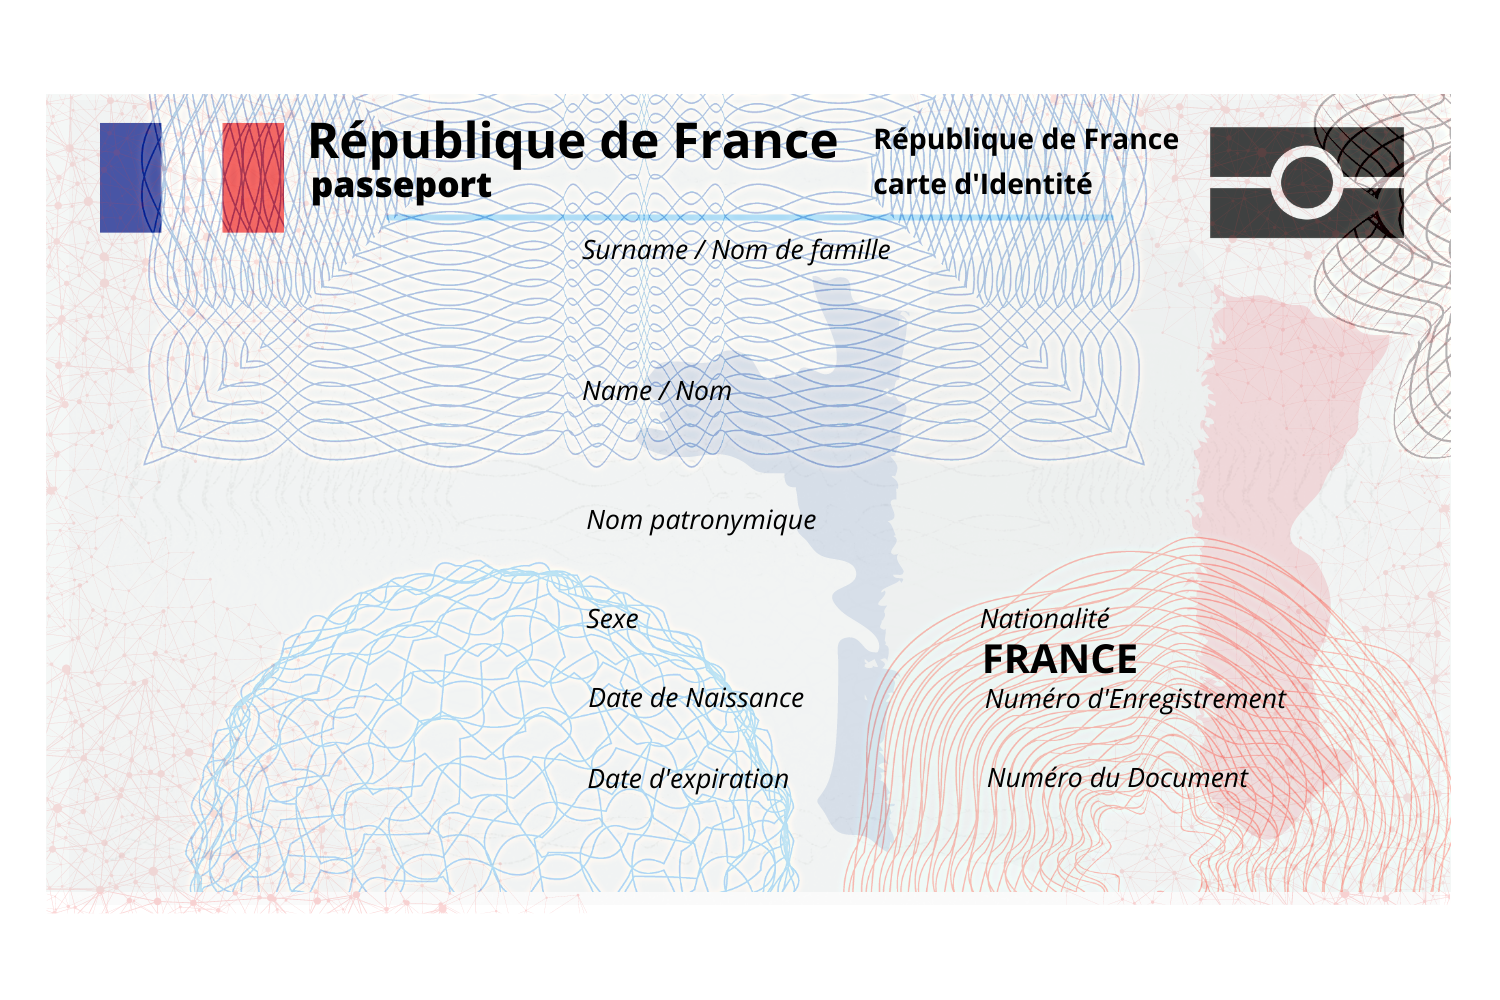 République de France
passeport
République de France
carte d'Identité
Surname / Nom de famille
Name / Nom
Nom patronymique
Sexe
Nationalité
FRANCE
Date de Naissance
Numéro d'Enregistrement
Date d'expiration
Numéro du Document